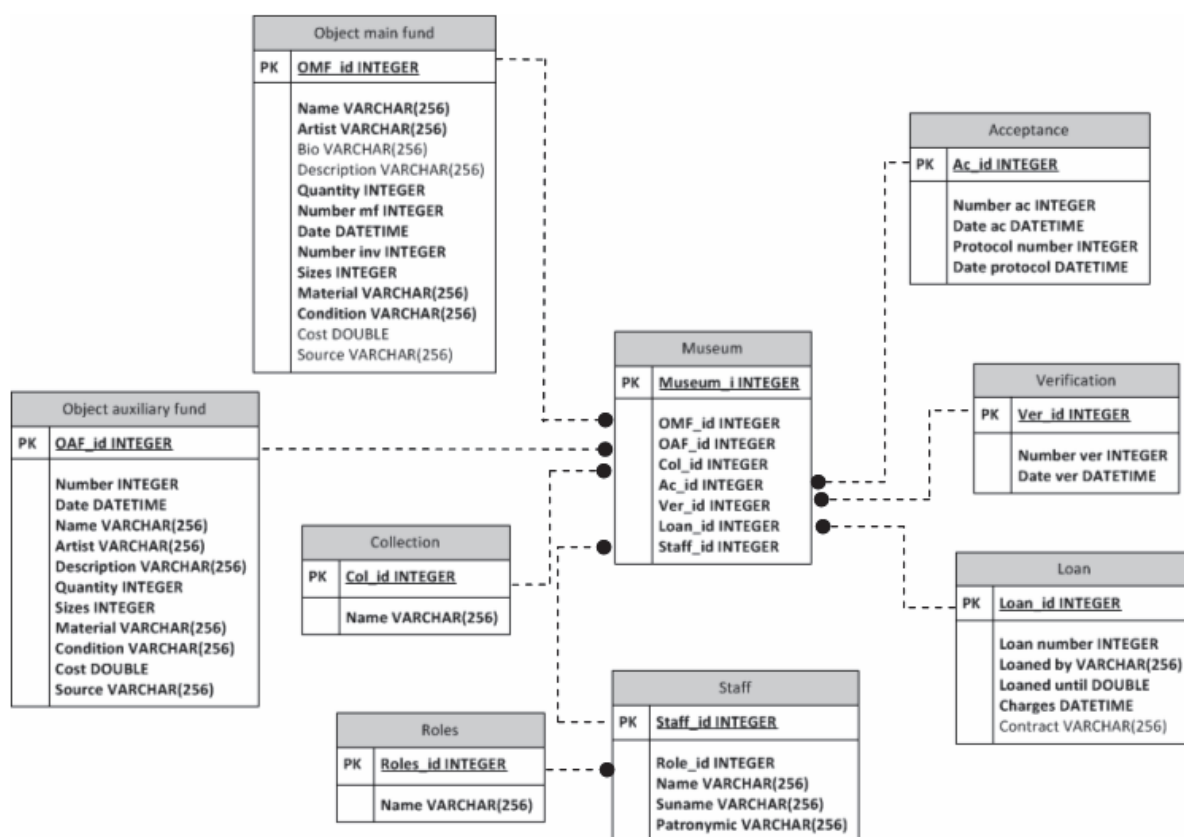 Object main fund
PK OMF_id INTEGER
Name VARCHAR(256)
Artist VARCHAR(256)
Bio VARCHAR(256)
Description VARCHAR(256)
Quantity INTEGER
Number mf INTEGER
Date DATETIME
Number inv INTEGER
Sizes INTEGER
Material VARCHAR(256)
Condition VARCHAR(256)
Cost DOUBLE
Source VARCHAR(256)
Acceptance
PK Ac_id INTEGER
Number ac INTEGER
Date ac DATETIME
Protocol number INTEGER
Date protocol DATETIME
Museum
PK Museum_i INTEGER
OMF_id INTEGER
OAF_id INTEGER
Col_id INTEGER
Ac_id INTEGER
Ver_id INTEGER
Loan_id INTEGER
Staff_id INTEGER
Verification
PK Ver_id INTEGER
Number ver INTEGER
Date ver DATETIME
Object auxiliary fund
PK OAF_id INTEGER
Number INTEGER
Date DATETIME
Name VARCHAR(256)
Artist VARCHAR(256)
Description VARCHAR(256)
Quantity INTEGER
Sizes INTEGER
Material VARCHAR(256)
Condition VARCHAR(256)
Cost DOUBLE
Source VARCHAR(256)
Collection
PK Col_id INTEGER
Name VARCHAR(256)
Loan
PK Loan_id INTEGER
Loan number INTEGER
Loaned by VARCHAR(256)
Loaned until DOUBLE
Charges DATETIME
Contract VARCHAR(256)
Roles
PK Roles_id INTEGER
Name VARCHAR(256)
Staff
PK Staff_id INTEGER
Role_id INTEGER
Name VARCHAR(256)
Suname VARCHAR(256)
Patronymic VARCHAR(256)